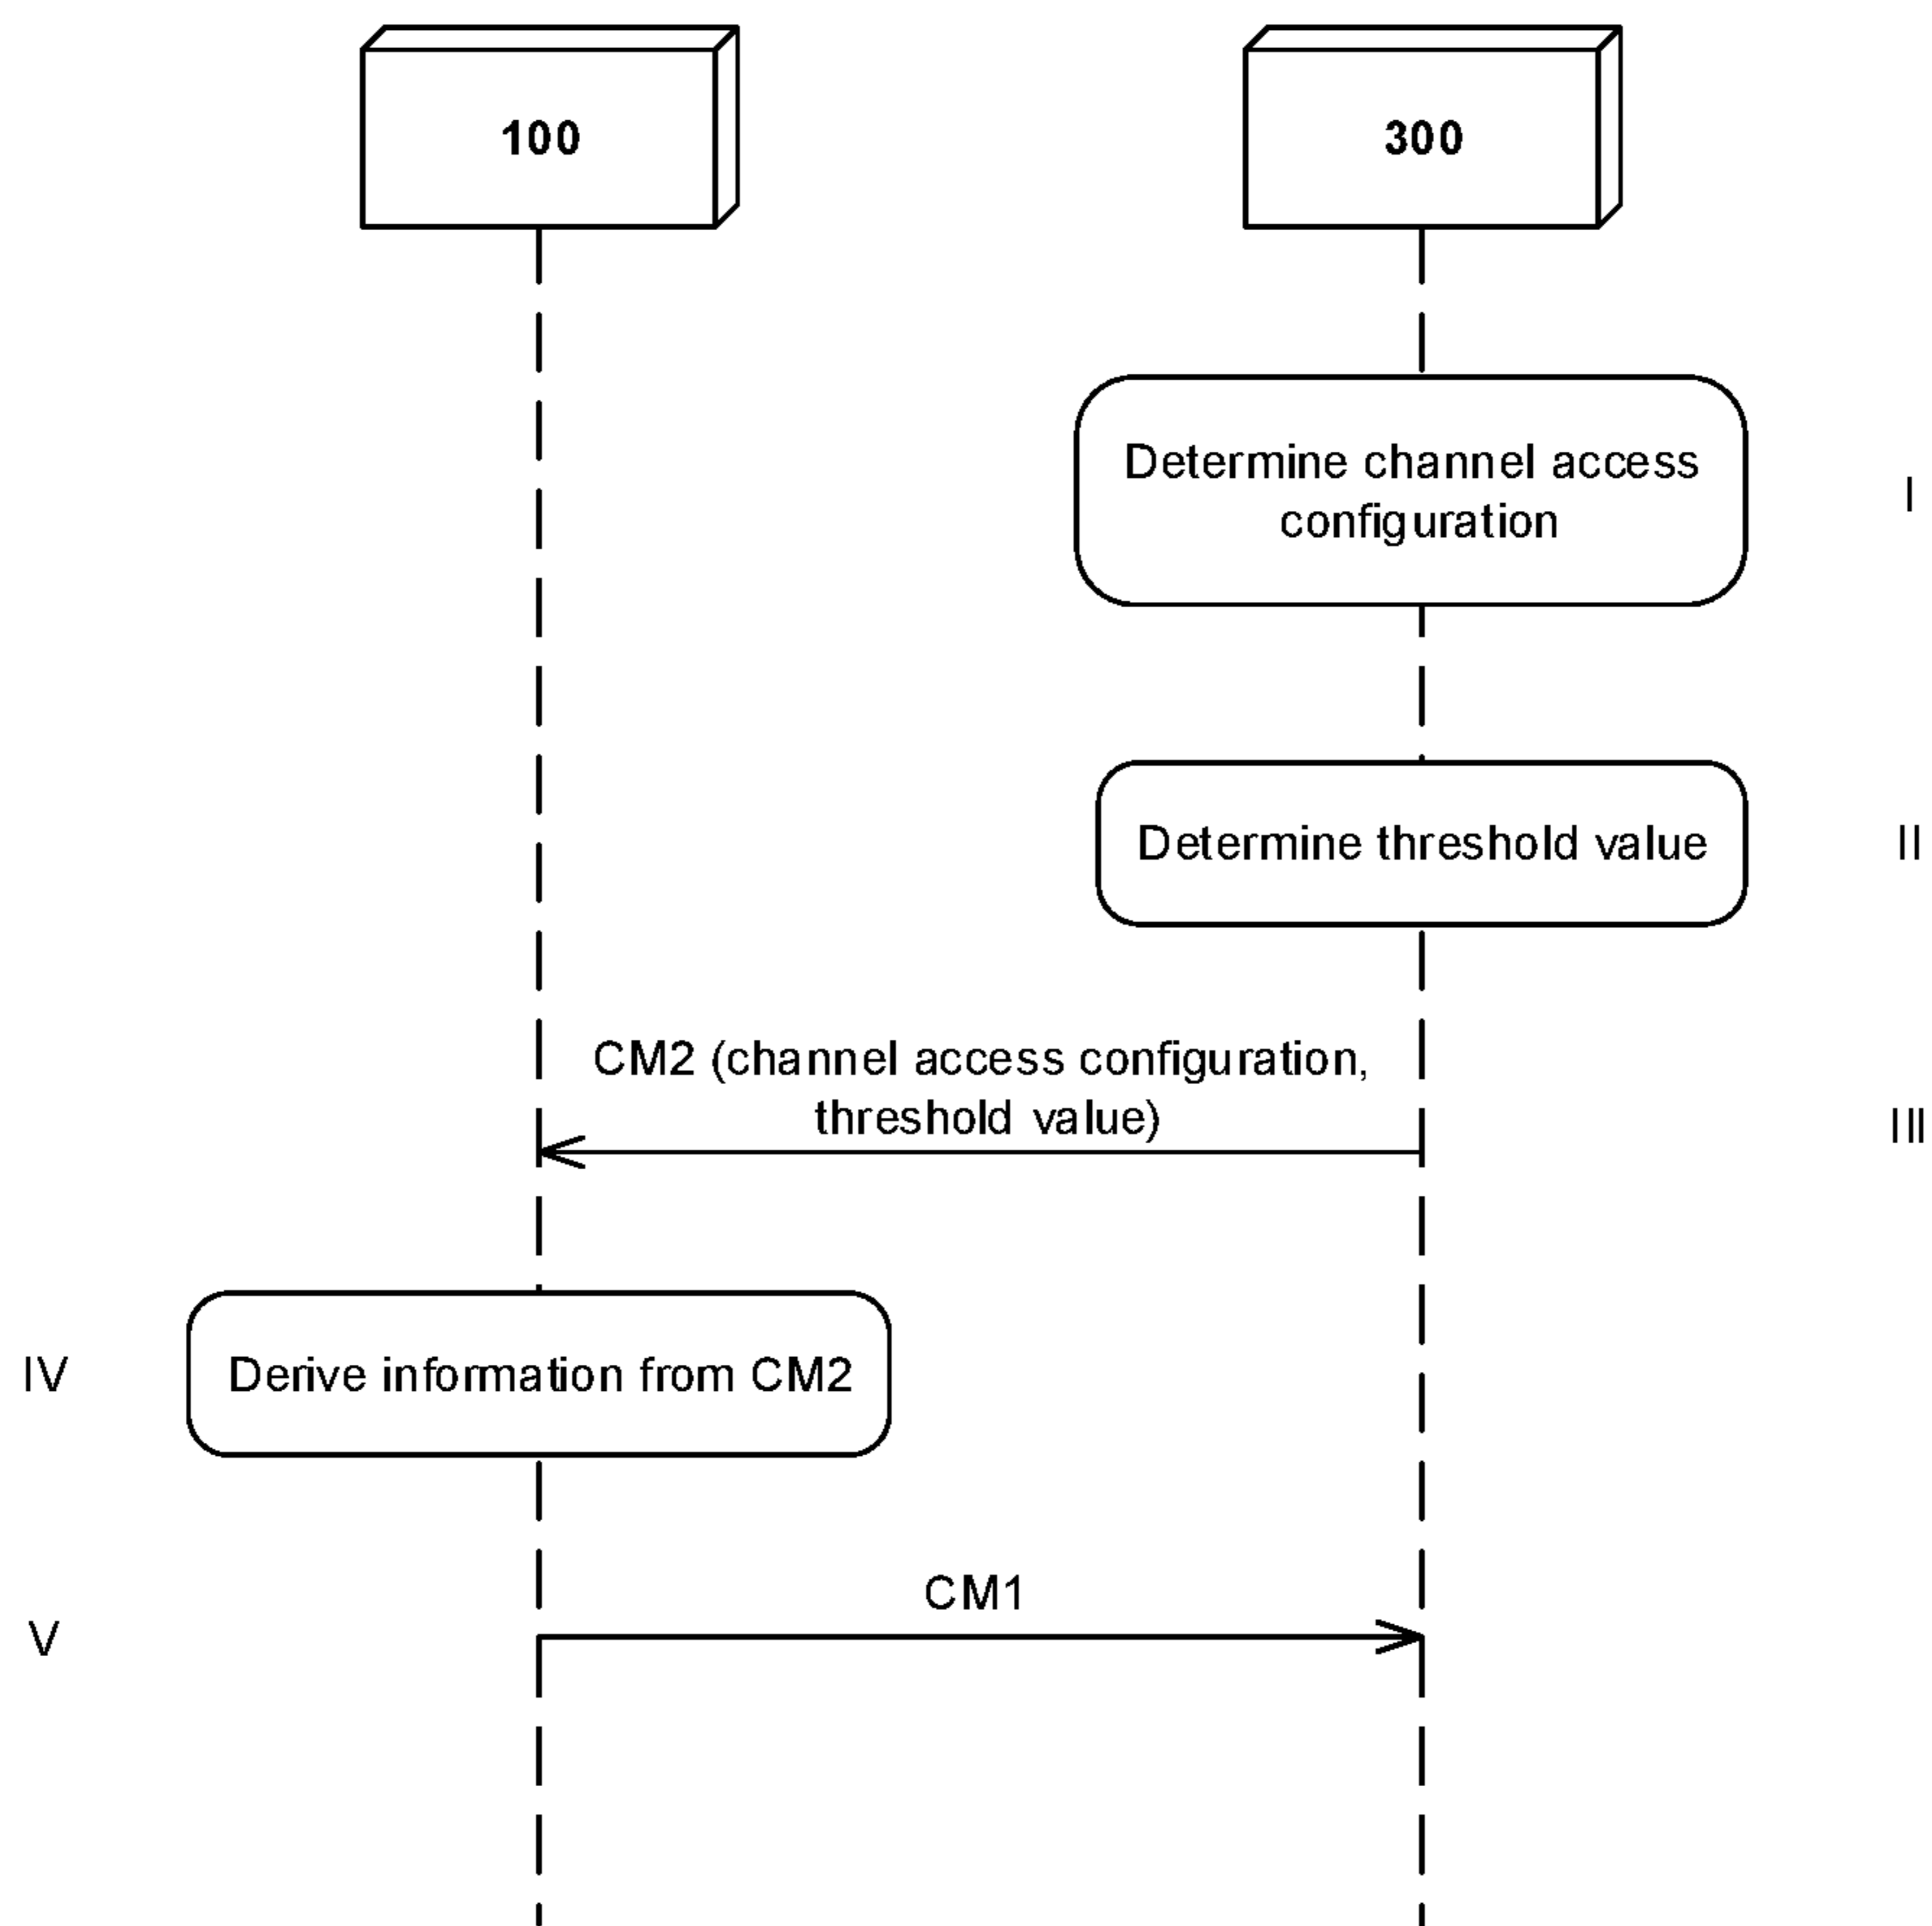 100
300
Determine channel access
configuration
I
Determine threshold value
II
CM2 (channel access configuration,
threshold value)
III
IV
Derive information from CM2
CM1
V